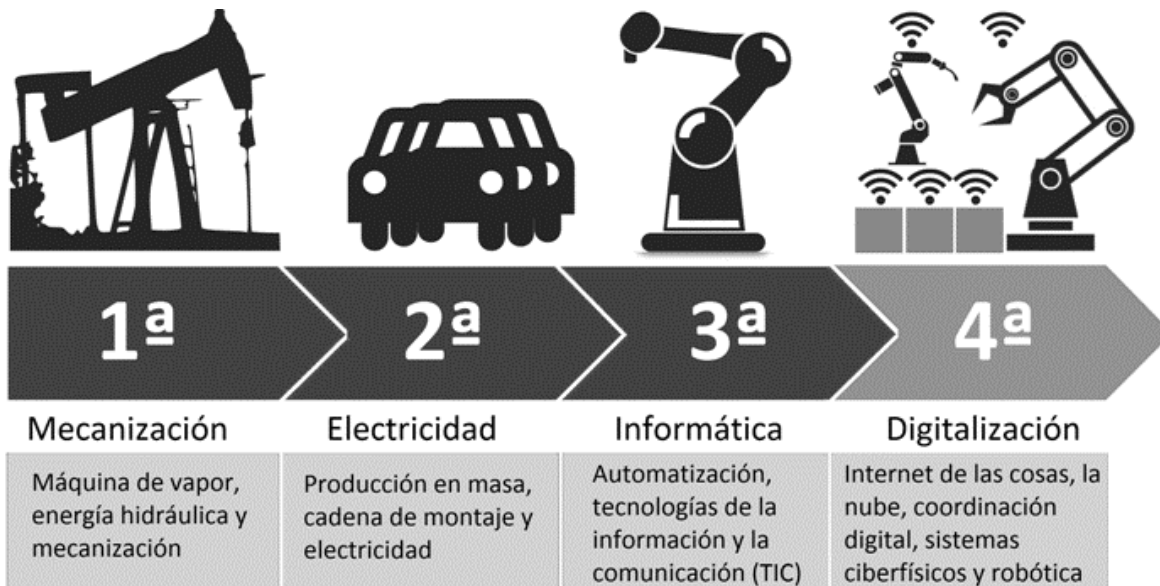 1ª
2ª
3ª
4ª
Mecanización
Electricidad
Informática
Digitalización
Máquina de vapor,
energía hidráulica y
mecanización
Producción en masa,
cadena de montaje y
electricidad
Automatización,
tecnologías de la
información y la
comunicación (TIC)
Internet de las cosas, la
nube, coordinación
digital, sistemas
ciberfísicos y robótica